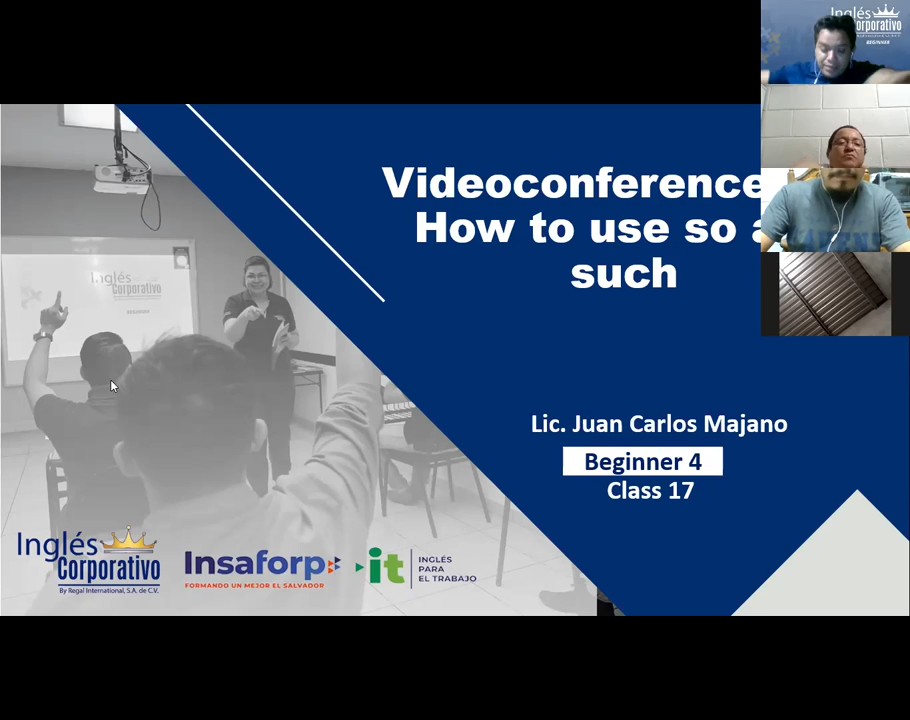 Inglés
Corporativo
BEGINNER
Videoconference
How to use so a
such
Inglés
Corporativo
Lic. Juan Carlos Majano
Beginner 4
Class 17
Inglés
Corporativo
By Regal International, S.A. de C.V.
Insaforp
FORMANDO UN MEJOR EL SALVADOR
it
INGLÉS
PARA
EL TRABAJO